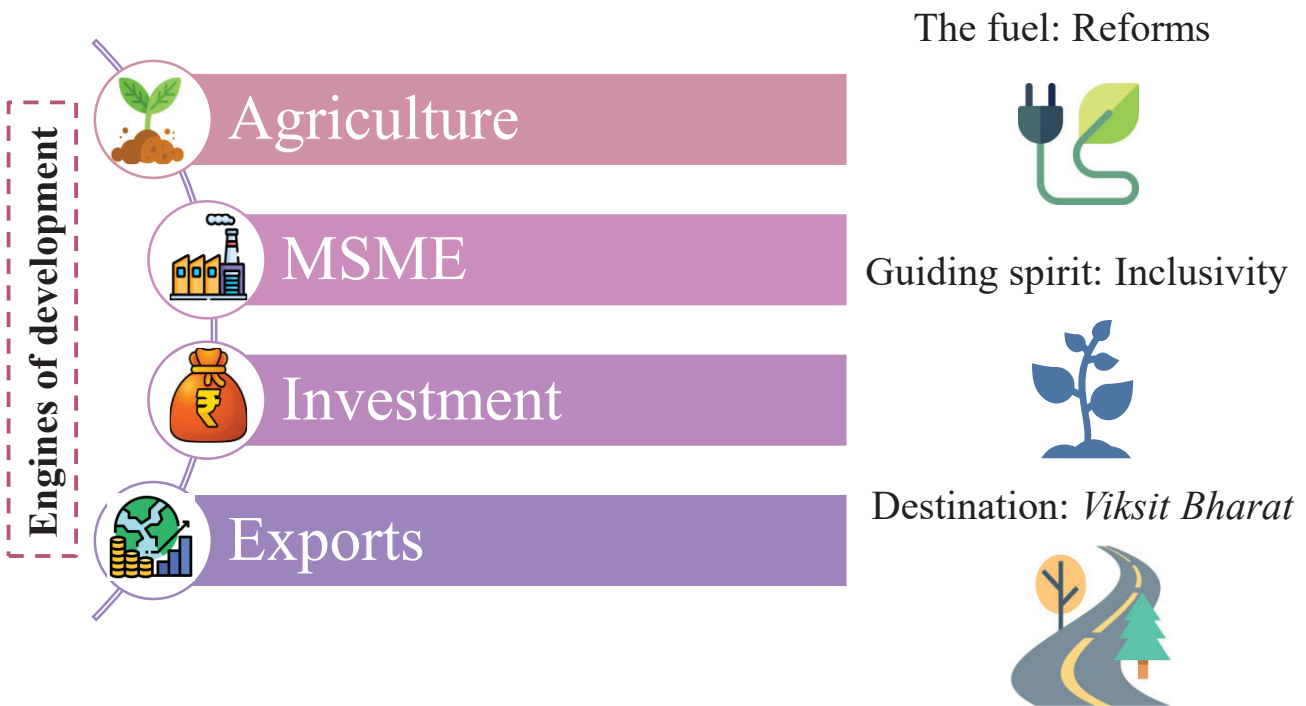 Engines of development
Agriculture
MSME
Investment
Exports
The fuel: Reforms
Guiding spirit: Inclusivity
Destination: Viksit Bharat